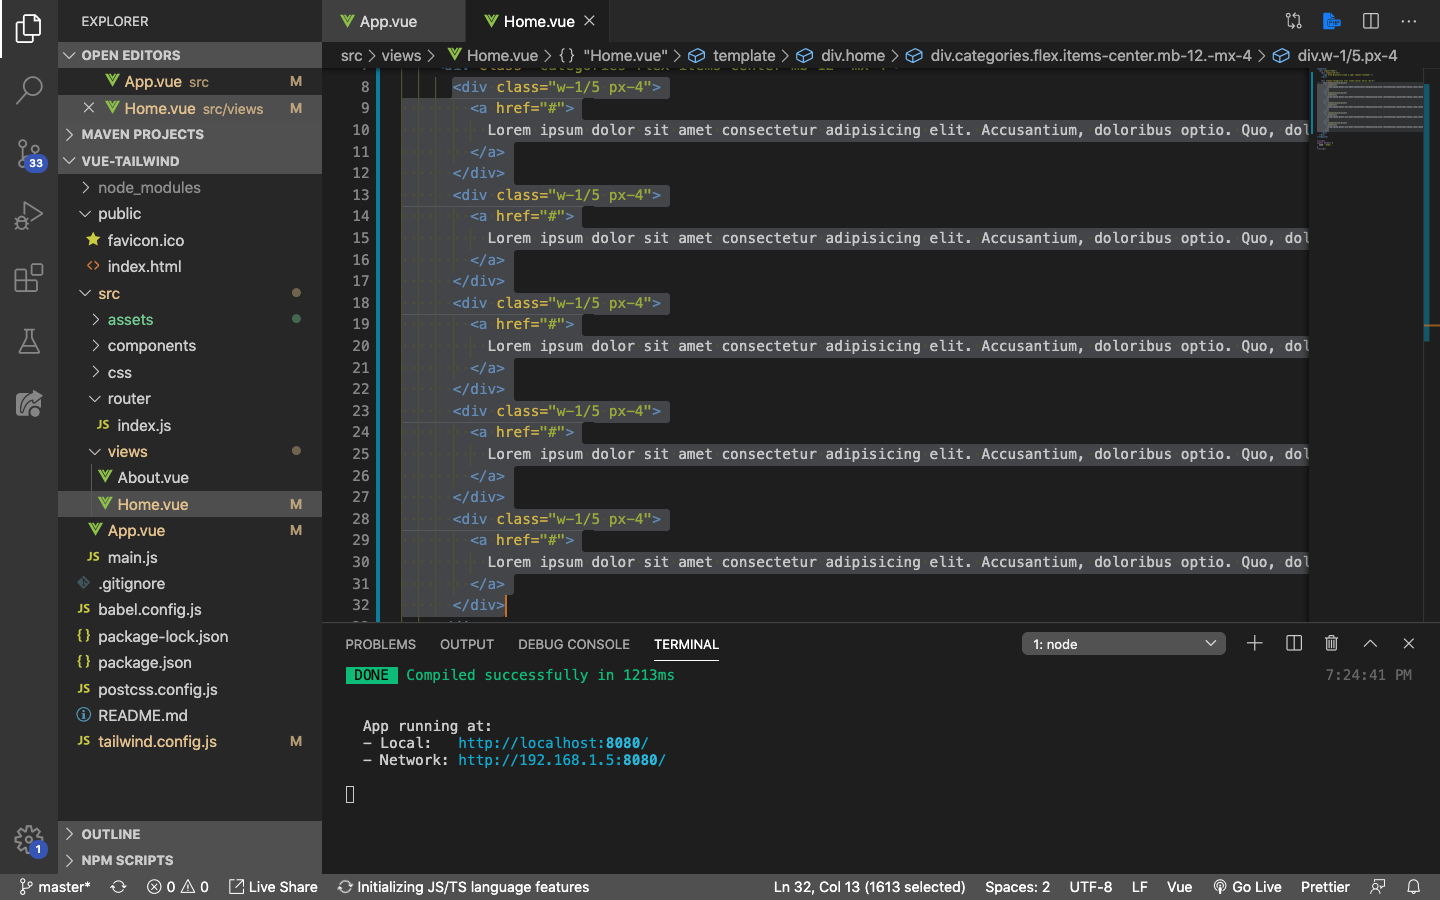 EXPLORER
OPEN EDITORS
App.vue src M
Home.vue src/views M
MAVEN PROJECTS
33
VUE-TAILWIND
node_modules
public
favicon.ico
index.html
src
assets
components
css
router
JS index.js
views
About.vue
Home.vue M
App.vue M
JS main.js
.gitignore
JS babel.config.js
{} package-lock.json
{} package.json
JS postcss.config.js
README.md
JS tailwind.config.js M
OUTLINE
1
NPM SCRIPTS
App.vue
Home.vue
src > views > Home.vue > {} "Home.vue" > template > div.home > div.categories.flex.items-center.mb-12.-mx-4 > div.w-1/5.px-4
8 <div class="w-1/5 px-4">
9 <a href="#">
10 Lorem ipsum dolor sit amet consectetur adipisicing elit. Accusantium, doloribus optio. Quo, dol
11 </a>
12 </div>
13 <div class="w-1/5 px-4">
14 <a href="#">
15 Lorem ipsum dolor sit amet consectetur adipisicing elit. Accusantium, doloribus optio. Quo, dol
16 </a>
17 </div>
18 <div class="w-1/5 px-4">
19 <a href="#">
20 Lorem ipsum dolor sit amet consectetur adipisicing elit. Accusantium, doloribus optio. Quo, dol
21 </a>
22 </div>
23 <div class="w-1/5 px-4">
24 <a href="#">
25 Lorem ipsum dolor sit amet consectetur adipisicing elit. Accusantium, doloribus optio. Quo, dol
26 </a>
27 </div>
28 <div class="w-1/5 px-4">
29 <a href="#">
30 Lorem ipsum dolor sit amet consectetur adipisicing elit. Accusantium, doloribus optio. Quo, dol
31 </a>
32 </div>
PROBLEMS OUTPUT DEBUG CONSOLE TERMINAL 1: node
DONE Compiled successfully in 1213ms 7:24:41 PM
App running at:
- Local: http://localhost:8080/
- Network: http://192.168.1.5:8080/
master* 0 0 Live Share Initializing JS/TS language features Ln 32, Col 13 (1613 selected) Spaces: 2 UTF-8 LF Vue Go Live Prettier